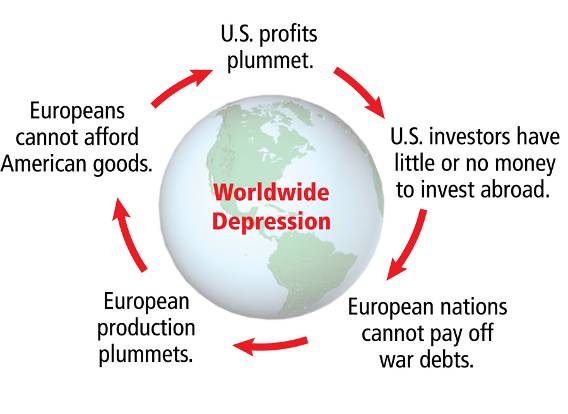 U.S. profits
plummet.
U.S. investors have
little or no money
to invest abroad.
European nations
cannot pay off
war debts.
European
production
plummets.
Europeans
cannot afford
American goods.
Worldwide
Depression